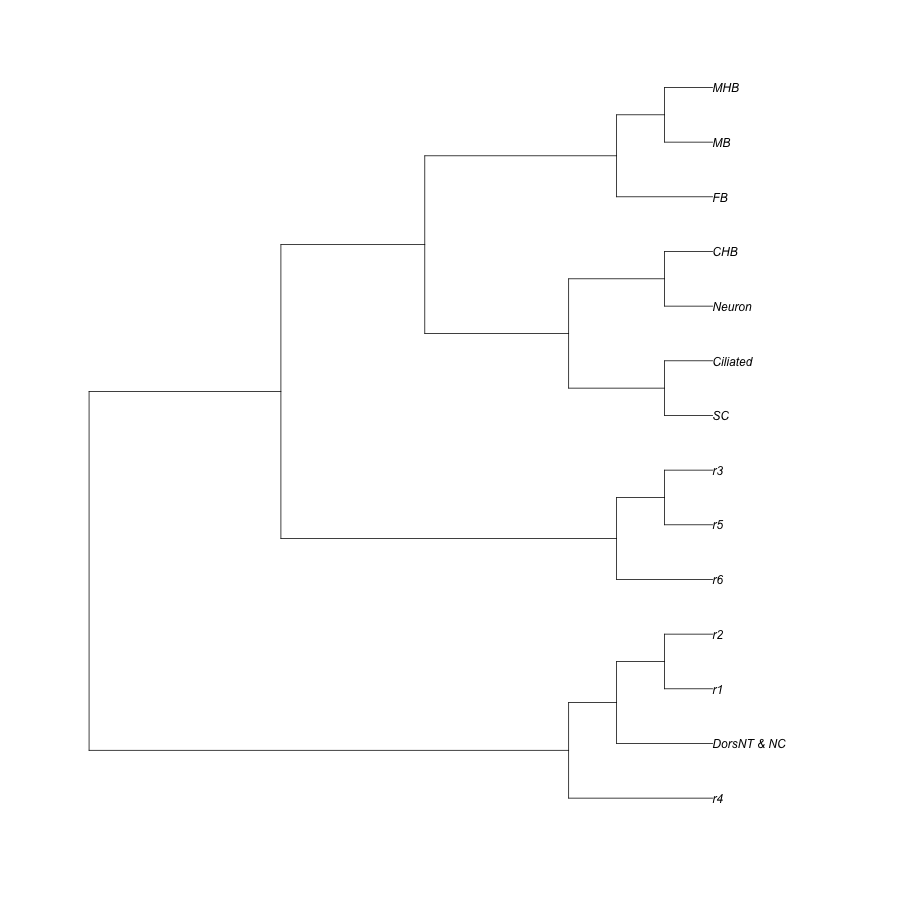 MHB
MB
FB
CHB
Neuron
Ciliated
SC
r3
r5
r6
r2
r1
DorsNT & NC
r4